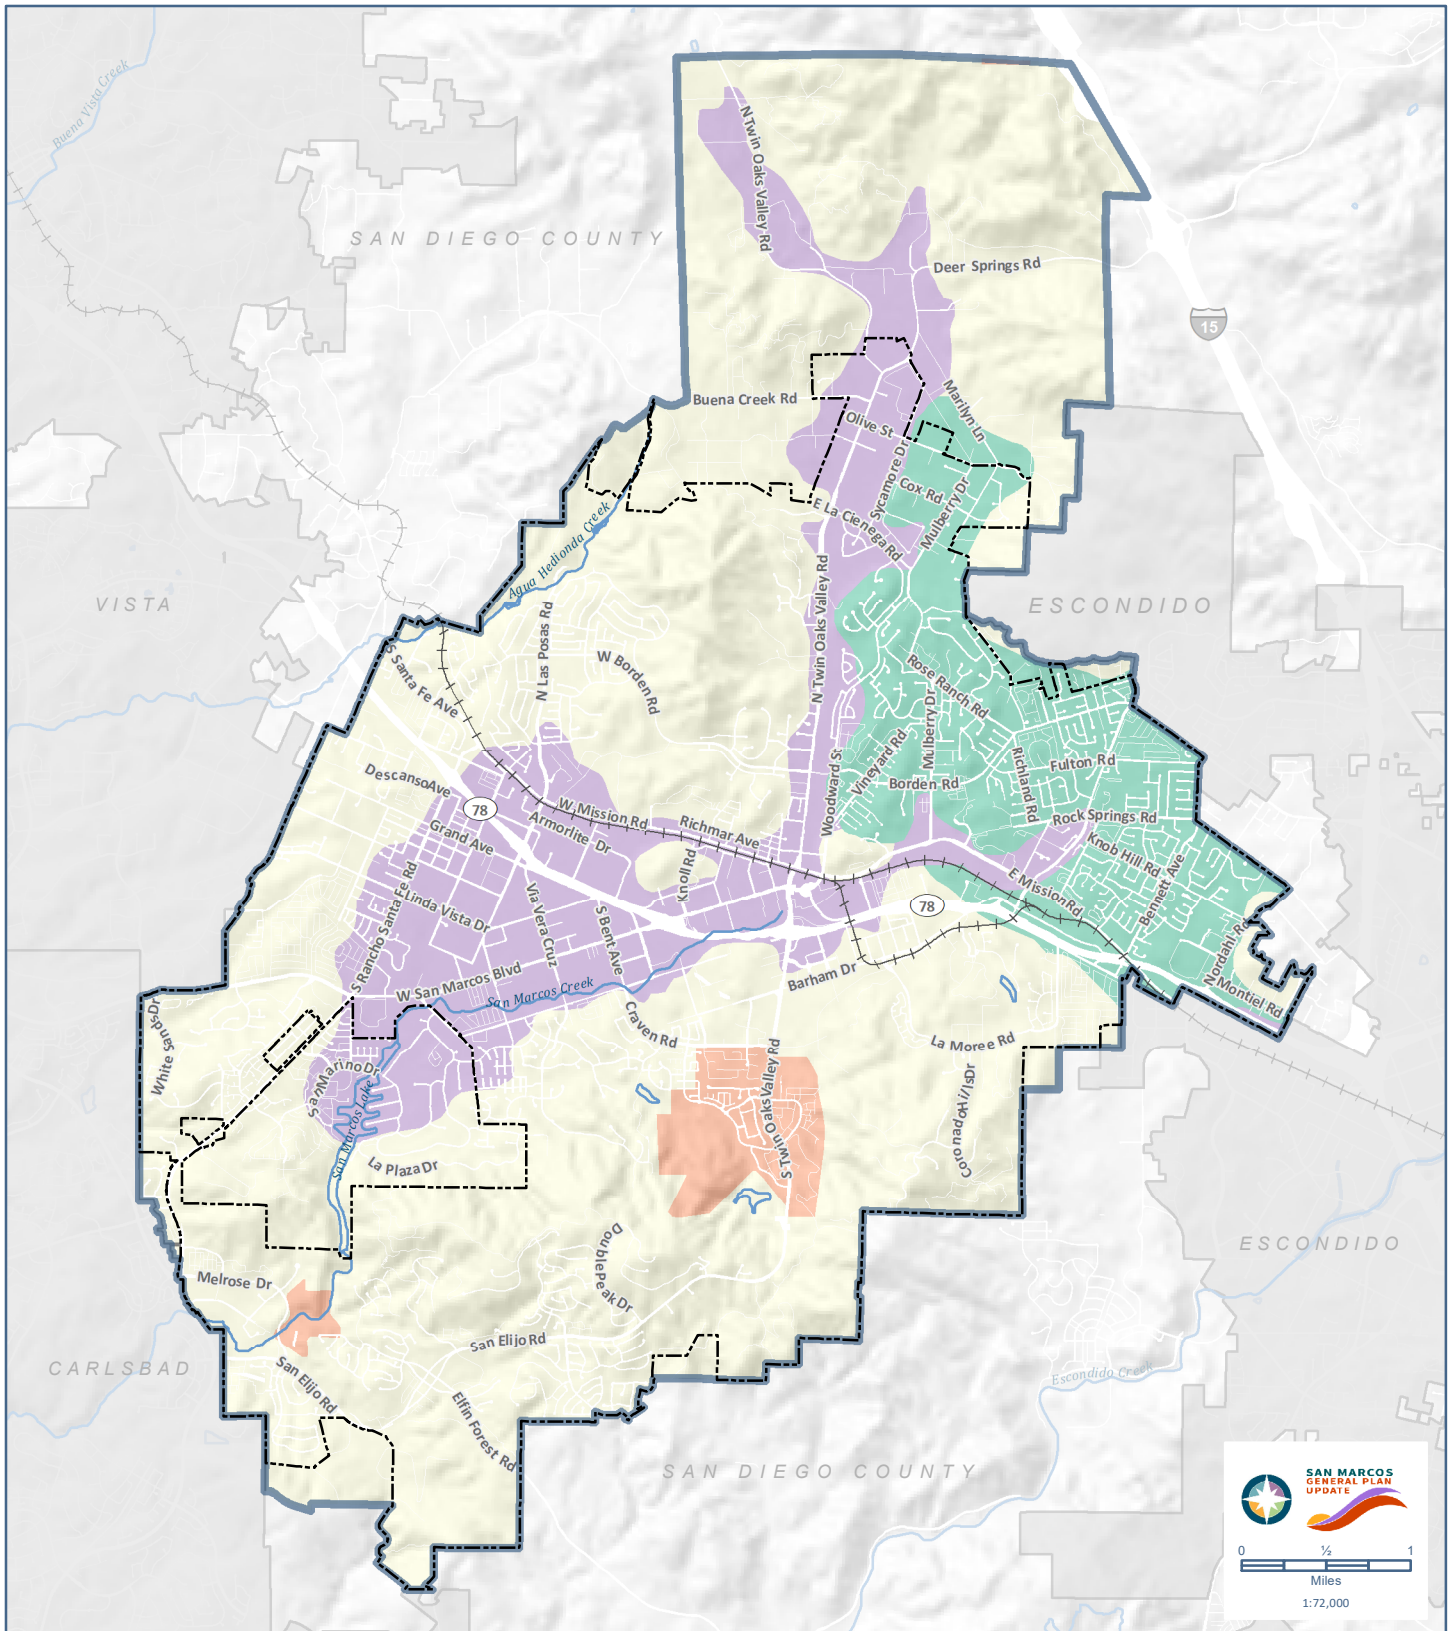 Buena Vista Creek
SAN DIEGO COUNTY
N Twin Oaks Valley Rd
Deer Springs Rd
15
Buena Creek Rd
Marilyn Ln
Olive St
Sycamore Dr
Cox Rd
Mulberry Dr
E La Cienega Rd
Agua Hedionda Creek
VISTA
ESCONDIDO
N Las Posas Rd
W Borden Rd
S Santa Fe Ave
N Twin Oaks Valley Rd
Rose Ranch Rd
Mulberry Dr
Vineyard Rd
Woodward St
Borden Rd
Richland Rd
Fulton Rd
Descanso Ave
78
W Mission Rd
Richmar Ave
Armorlite Dr
Grand Ave
Rock Springs Rd
Knob Hill Rd
Bennett Ave
E Mission Rd
Knoll Rd
S Rancho Santa Fe Rd
Linda Vista Dr
Via Vera Cruz
S Bent Ave
78
Nordahl Rd
Montiel Rd
W San Marcos Blvd
San Marcos Creek
Barham Dr
White Sands Dr
Craven Rd
La Moree Rd
San Marino Dr
San Marcos Lake
S Twin Oaks Valley Rd
Coronado Hills Dr
La Plaza Dr
Double Peak Dr
ESCONDIDO
Melrose Dr
San Elijo Rd
CARLSBAD
San Elijo Rd
Elfin Forest Rd
Escondido Creek
SAN DIEGO COUNTY
SAN MARCOS
GENERAL PLAN
UPDATE
0 ½ 1
Miles
1:72,000